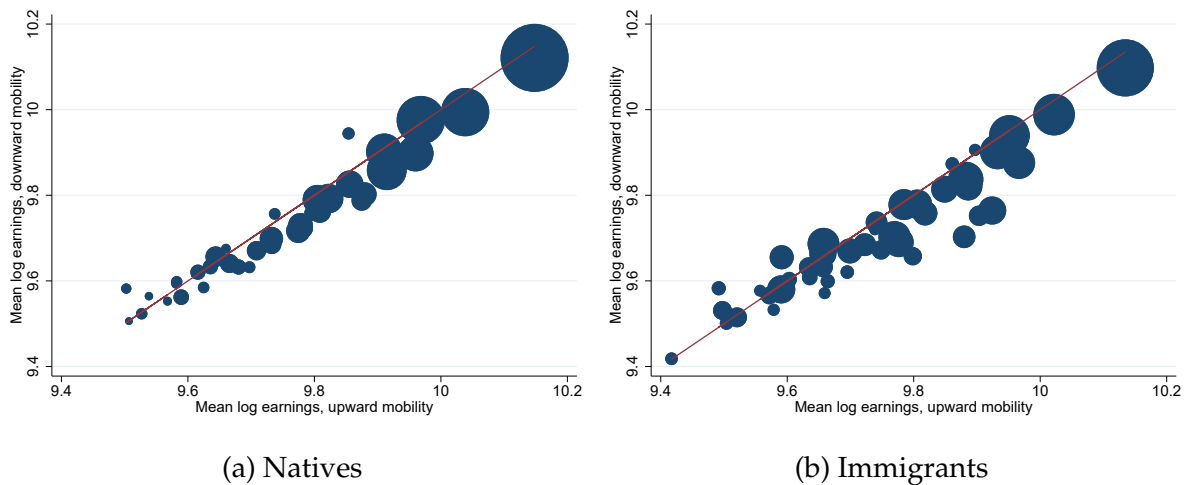 Mean log earnings, downward mobility
10.2
10
9.8
9.6
9.4
9.4 9.6 9.8 10 10.2
Mean log earnings, upward mobility
(a) Natives
Mean log earnings, downward mobility
10.2
10
9.8
9.6
9.4
9.4 9.6 9.8 10 10.2
Mean log earnings, upward mobility
(b) Immigrants